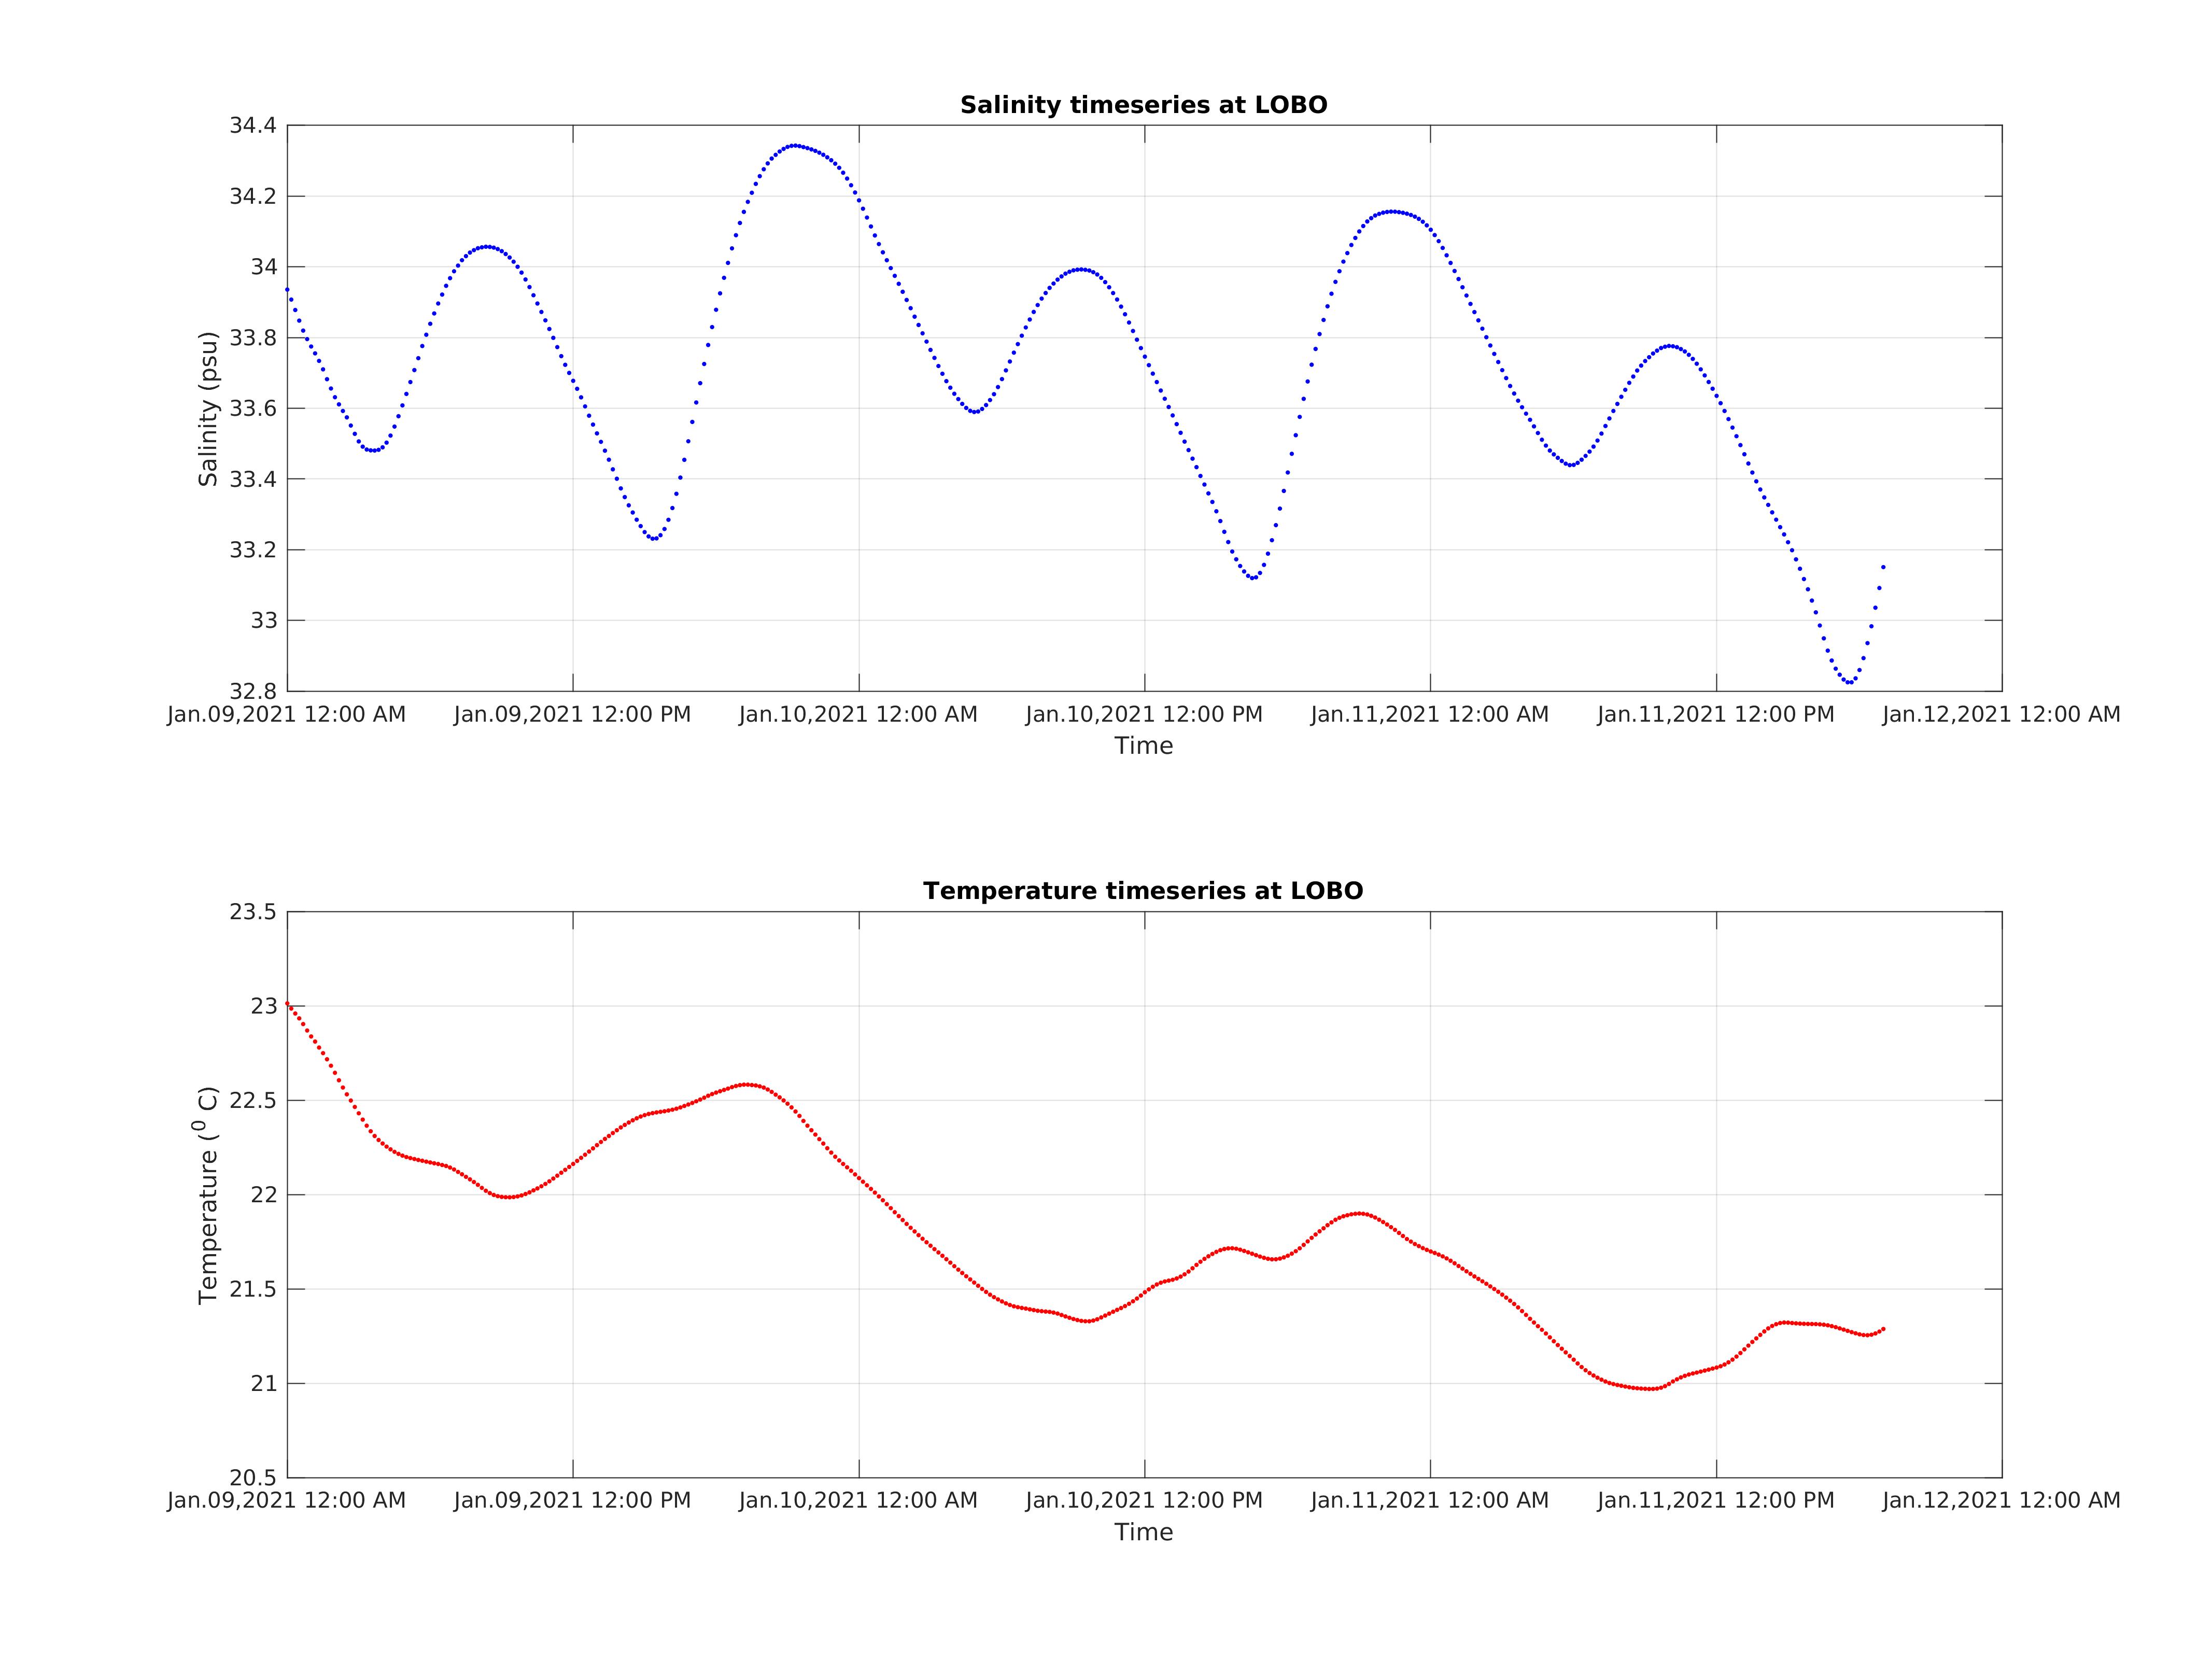 Salinity timeseries at LOBO
34.4
34.2
34
33.8
33.6
33.4
33.2
33
32.8
Salinity (psu)
Jan.09,2021 12:00 AM Jan.09,2021 12:00 PM Jan.10,2021 12:00 AM Jan.10,2021 12:00 PM Jan.11,2021 12:00 AM Jan.11,2021 12:00 PM Jan.12,2021 12:00 AM
Time
Temperature timeseries at LOBO
23.5
23
22.5
22
21.5
21
20.5
Temperature (⁰ C)
Jan.09,2021 12:00 AM Jan.09,2021 12:00 PM Jan.10,2021 12:00 AM Jan.10,2021 12:00 PM Jan.11,2021 12:00 AM Jan.11,2021 12:00 PM Jan.12,2021 12:00 AM
Time